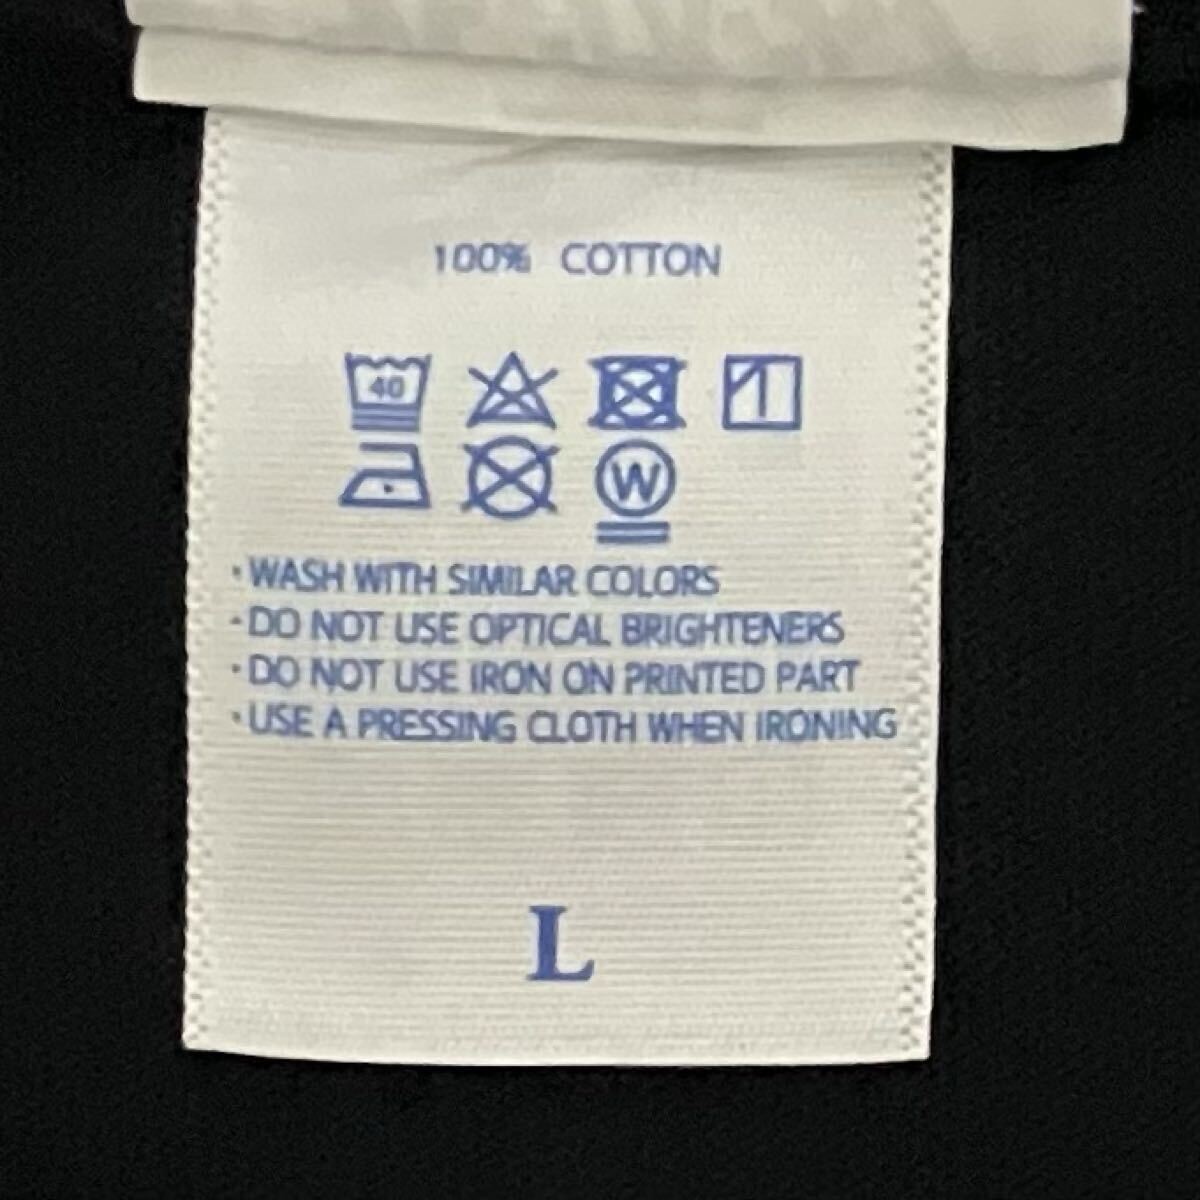 100% COTTON
40
W
·WASH WITH SIMILAR COLORS
·DO NOT USE OPTICAL BRIGHTENERS
·DO NOT USE IRON ON PRINTED PART
·USE A PRESSING CLOTH WHEN IRONING
L